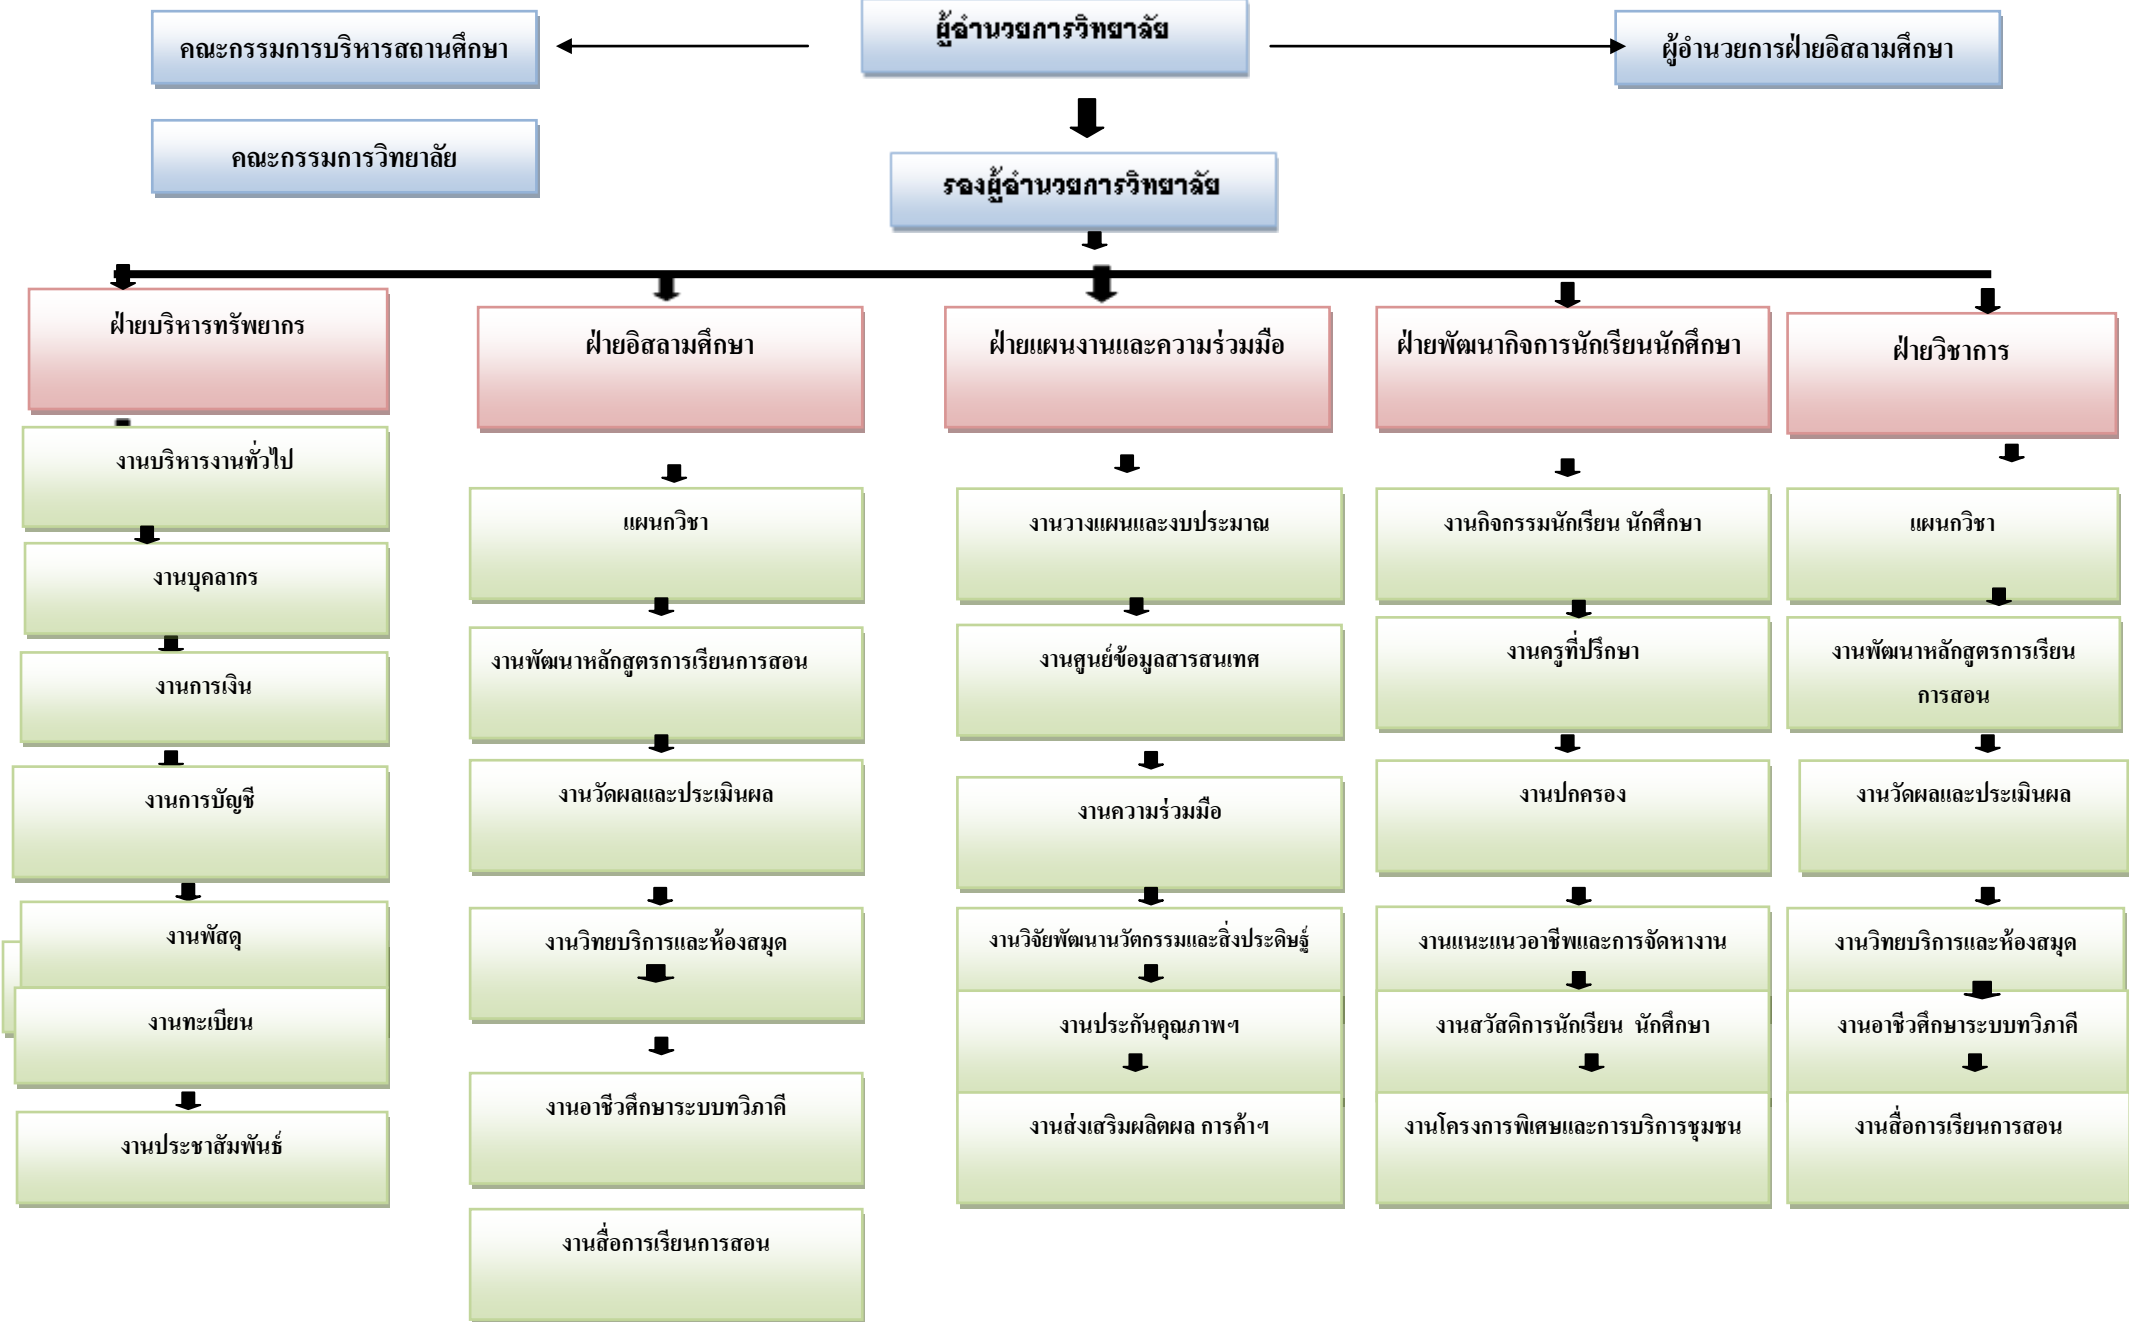 ผู้อำนวยการวิทยาลัย
คณะกรรมการบริหารสถานศึกษา
ผู้อำนวยการฝ่ายอิสลามศึกษา
คณะกรรมการวิทยาลัย
รองผู้อำนวยการวิทยาลัย
ฝ่ายบริหารทรัพยากร
งานบริหารงานทั่วไป
งานบุคลากร
งานการเงิน
งานการบัญชี
งานพัสดุ
งานทะเบียน
งานประชาสัมพันธ์
ฝ่ายอิสลามศึกษา
แผนกวิชา
งานพัฒนาหลักสูตรการเรียนการสอน
งานวัดผลและประเมินผล
งานวิทยบริการและห้องสมุด
งานอาชีวศึกษาระบบทวิภาคี
งานสื่อการเรียนการสอน
ฝ่ายแผนงานและความร่วมมือ
งานวางแผนและงบประมาณ
งานศูนย์ข้อมูลสารสนเทศ
งานความร่วมมือ
งานวิจัยพัฒนานวัตกรรมและสิ่งประดิษฐ์
งานประกันคุณภาพฯ
งานส่งเสริมผลิตผล การค้าฯ
ฝ่ายพัฒนากิจการนักเรียนนักศึกษา
งานกิจกรรมนักเรียน นักศึกษา
งานครูที่ปรึกษา
งานปกครอง
งานแนะแนวอาชีพและการจัดหางาน
งานสวัสดิการนักเรียน นักศึกษา
งานโครงการพิเศษและการบริการชุมชน
ฝ่ายวิชาการ
แผนกวิชา
งานพัฒนาหลักสูตรการเรียน
การสอน
งานวัดผลและประเมินผล
งานวิทยบริการและห้องสมุด
งานอาชีวศึกษาระบบทวิภาคี
งานสื่อการเรียนการสอน